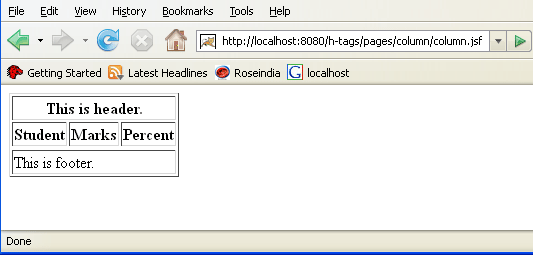 File Edit View History Bookmarks Tools Help
http://localhost:8080/h-tags/pages/column/column.jsf
Getting Started Latest Headlines Roseindia G localhost
This is header.
Student Marks Percent
This is footer.
Done